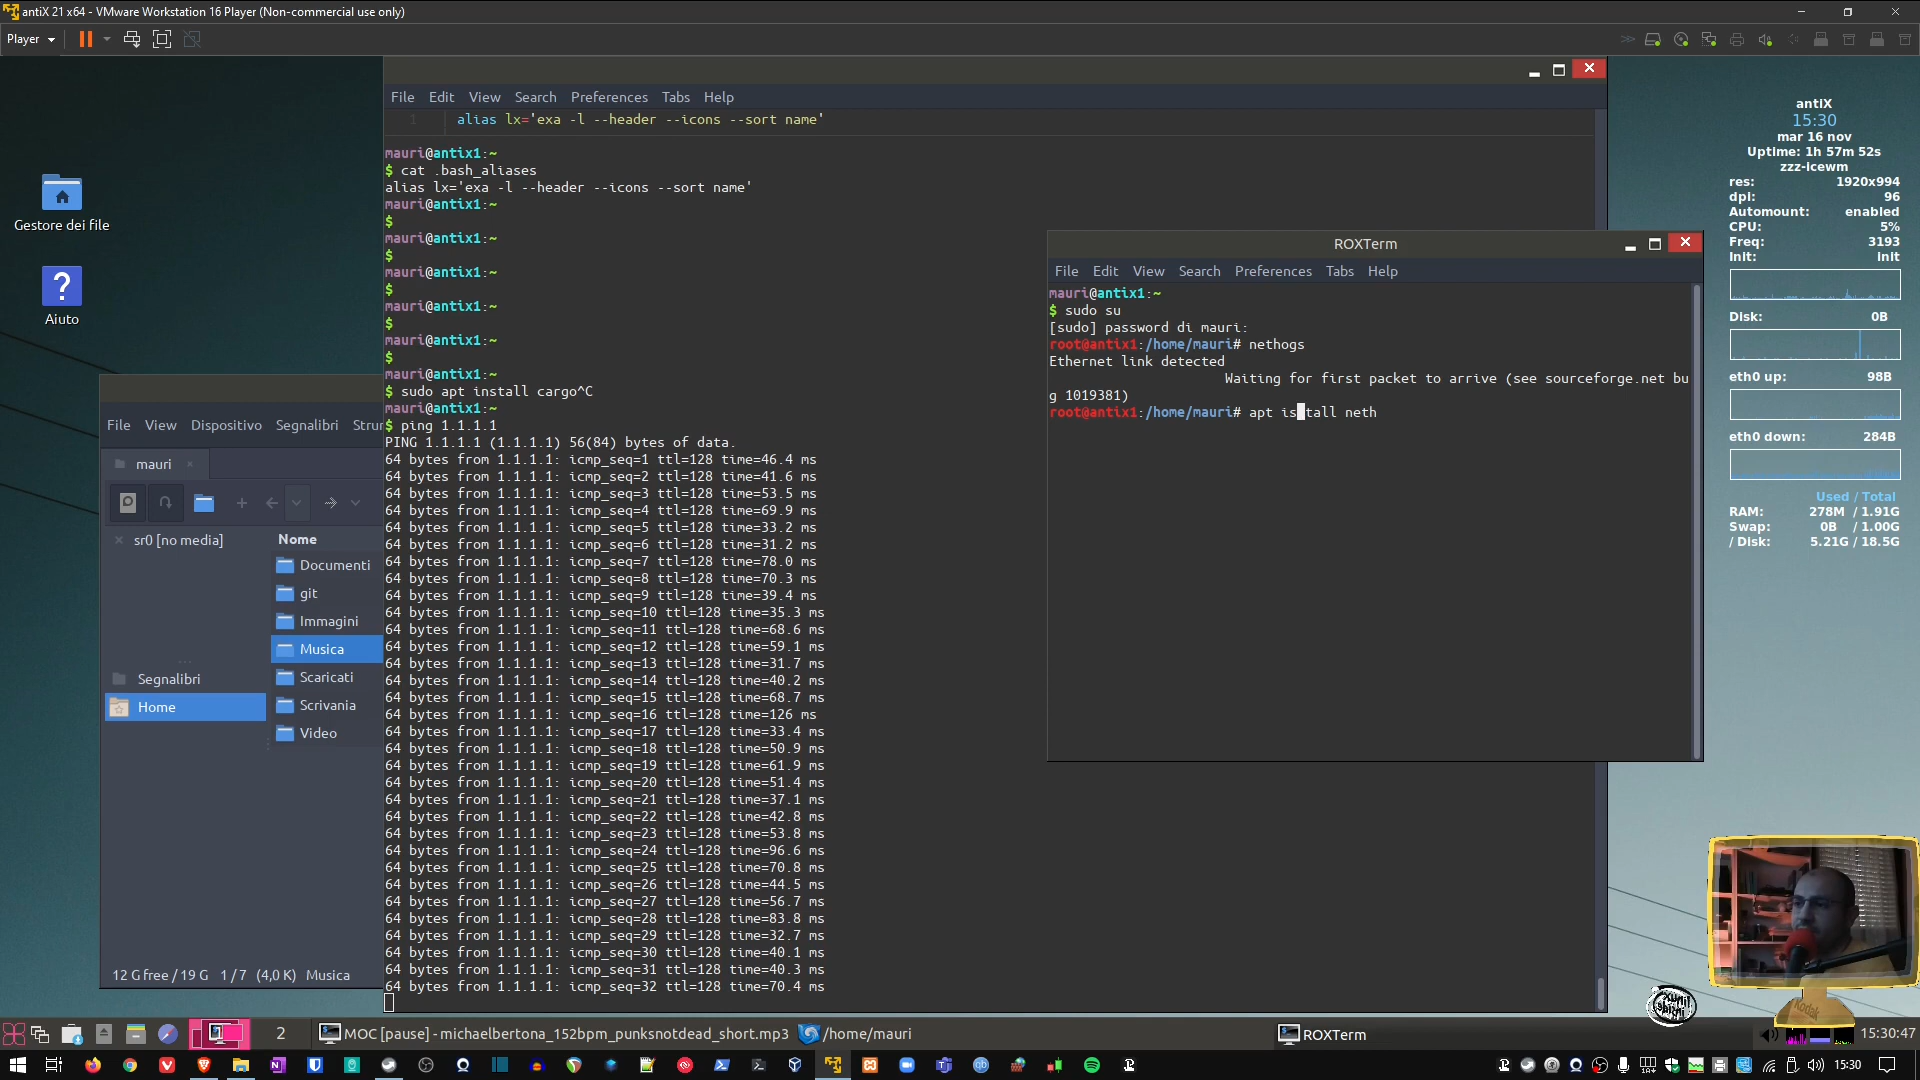 antiX 21 x64 - VMware Workstation 16 Player (Non-commercial use only)
Player
File Edit View Search Preferences Tabs Help
1 alias lx='exa -l --header --icons --sort name'
mauri@antix1:~
$ cat .bash_aliases
alias lx='exa -l --header --icons --sort name'
mauri@antix1:~
$
mauri@antix1:~
$
mauri@antix1:~
$
mauri@antix1:~
$
mauri@antix1:~
$
mauri@antix1:~
$ sudo apt install cargo^C
mauri@antix1:~
$ ping 1.1.1.1
PING 1.1.1.1 (1.1.1.1) 56(84) bytes of data.
64 bytes from 1.1.1.1: icmp_seq=1 ttl=128 time=46.4 ms
64 bytes from 1.1.1.1: icmp_seq=2 ttl=128 time=41.6 ms
64 bytes from 1.1.1.1: icmp_seq=3 ttl=128 time=53.5 ms
64 bytes from 1.1.1.1: icmp_seq=4 ttl=128 time=69.9 ms
64 bytes from 1.1.1.1: icmp_seq=5 ttl=128 time=33.2 ms
64 bytes from 1.1.1.1: icmp_seq=6 ttl=128 time=31.2 ms
64 bytes from 1.1.1.1: icmp_seq=7 ttl=128 time=78.0 ms
64 bytes from 1.1.1.1: icmp_seq=8 ttl=128 time=70.3 ms
64 bytes from 1.1.1.1: icmp_seq=9 ttl=128 time=39.4 ms
64 bytes from 1.1.1.1: icmp_seq=10 ttl=128 time=35.3 ms
64 bytes from 1.1.1.1: icmp_seq=11 ttl=128 time=68.6 ms
64 bytes from 1.1.1.1: icmp_seq=12 ttl=128 time=59.1 ms
64 bytes from 1.1.1.1: icmp_seq=13 ttl=128 time=31.7 ms
64 bytes from 1.1.1.1: icmp_seq=14 ttl=128 time=40.2 ms
64 bytes from 1.1.1.1: icmp_seq=15 ttl=128 time=68.7 ms
64 bytes from 1.1.1.1: icmp_seq=16 ttl=128 time=126 ms
64 bytes from 1.1.1.1: icmp_seq=17 ttl=128 time=33.4 ms
64 bytes from 1.1.1.1: icmp_seq=18 ttl=128 time=50.9 ms
64 bytes from 1.1.1.1: icmp_seq=19 ttl=128 time=61.9 ms
64 bytes from 1.1.1.1: icmp_seq=20 ttl=128 time=51.4 ms
64 bytes from 1.1.1.1: icmp_seq=21 ttl=128 time=37.1 ms
64 bytes from 1.1.1.1: icmp_seq=22 ttl=128 time=42.8 ms
64 bytes from 1.1.1.1: icmp_seq=23 ttl=128 time=53.8 ms
64 bytes from 1.1.1.1: icmp_seq=24 ttl=128 time=96.6 ms
64 bytes from 1.1.1.1: icmp_seq=25 ttl=128 time=70.8 ms
64 bytes from 1.1.1.1: icmp_seq=26 ttl=128 time=44.5 ms
64 bytes from 1.1.1.1: icmp_seq=27 ttl=128 time=56.7 ms
64 bytes from 1.1.1.1: icmp_seq=28 ttl=128 time=83.8 ms
64 bytes from 1.1.1.1: icmp_seq=29 ttl=128 time=32.7 ms
64 bytes from 1.1.1.1: icmp_seq=30 ttl=128 time=40.1 ms
64 bytes from 1.1.1.1: icmp_seq=31 ttl=128 time=40.3 ms
64 bytes from 1.1.1.1: icmp_seq=32 ttl=128 time=70.4 ms
Gestore dei file
Aiuto
File View Dispositivo Segnalibri Stru
mauri
sr0 [no media]
Segnalibri
Home
Nome
Documenti
git
Immagini
Musica
Scaricati
Scrivania
Video
12 G free / 19 G 1 / 7 (4,0 K) Musica
ROXTerm
File Edit View Search Preferences Tabs Help
mauri@antix1:~
$ sudo su
[sudo] password di mauri:
root@antix1:/home/mauri# nethogs
Ethernet link detected
Waiting for first packet to arrive (see sourceforge.net bu
g 1019381)
root@antix1:/home/mauri# apt istall neth
antiX
15:30
mar 16 nov
Uptime: 1h 57m 52s
zzz-icewm
res: 1920x994
dpi: 96
Automount: enabled
CPU: 5%
Freq: 3193
Init: init
Disk: 0B
eth0 up: 98B
eth0 down: 284B
Used / Total
RAM: 278M / 1.91G
Swap: 0B / 1.00G
/ Disk: 5.21G / 18.5G
Kodak
2 MOC [pause] - michaelbertona_152bpm_punksnotdead_short.mp3 /home/mauri ROXTerm 15:30:47
15:30